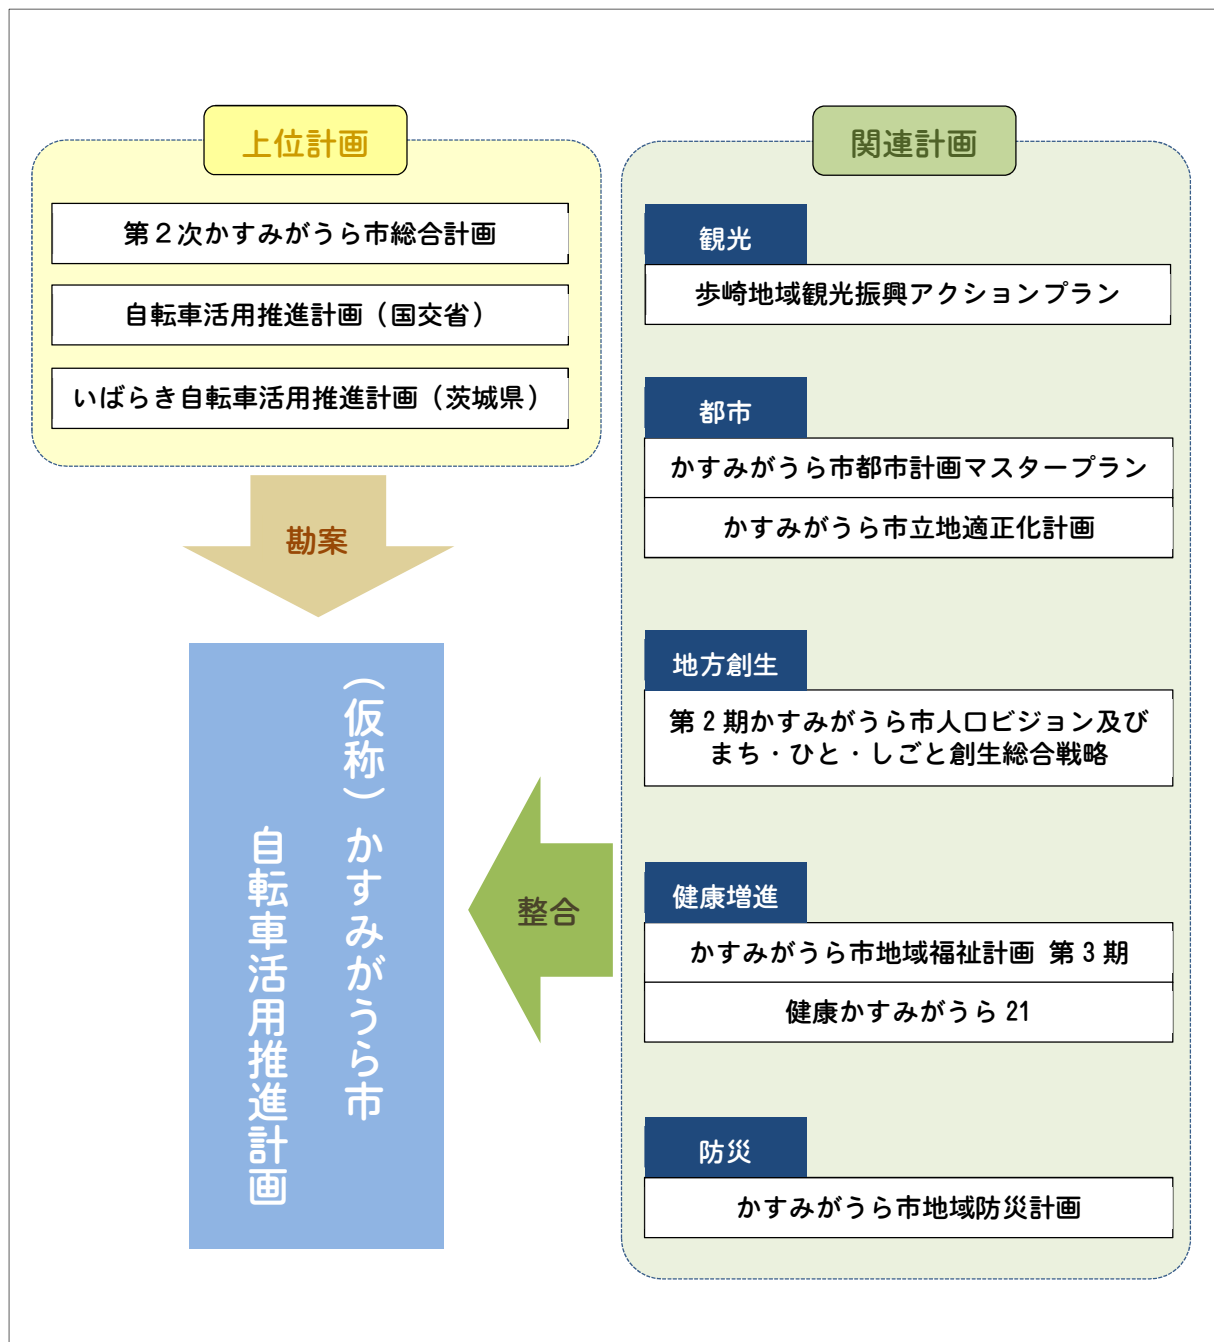 上位計画
第２次かすみがうら市総合計画
自転車活用推進計画（国交省）
いばらき自転車活用推進計画（茨城県）
勘案
（仮称）かすみがうら市
自転車活用推進計画
関連計画
観光
歩崎地域観光振興アクションプラン
都市
かすみがうら市都市計画マスタープラン
かすみがうら市立地適正化計画
地方創生
第２期かすみがうら市人口ビジョン及び
まち・ひと・しごと創生総合戦略
健康増進
かすみがうら市地域福祉計画 第３期
健康かすみがうら 21
防災
かすみがうら市地域防災計画
整合